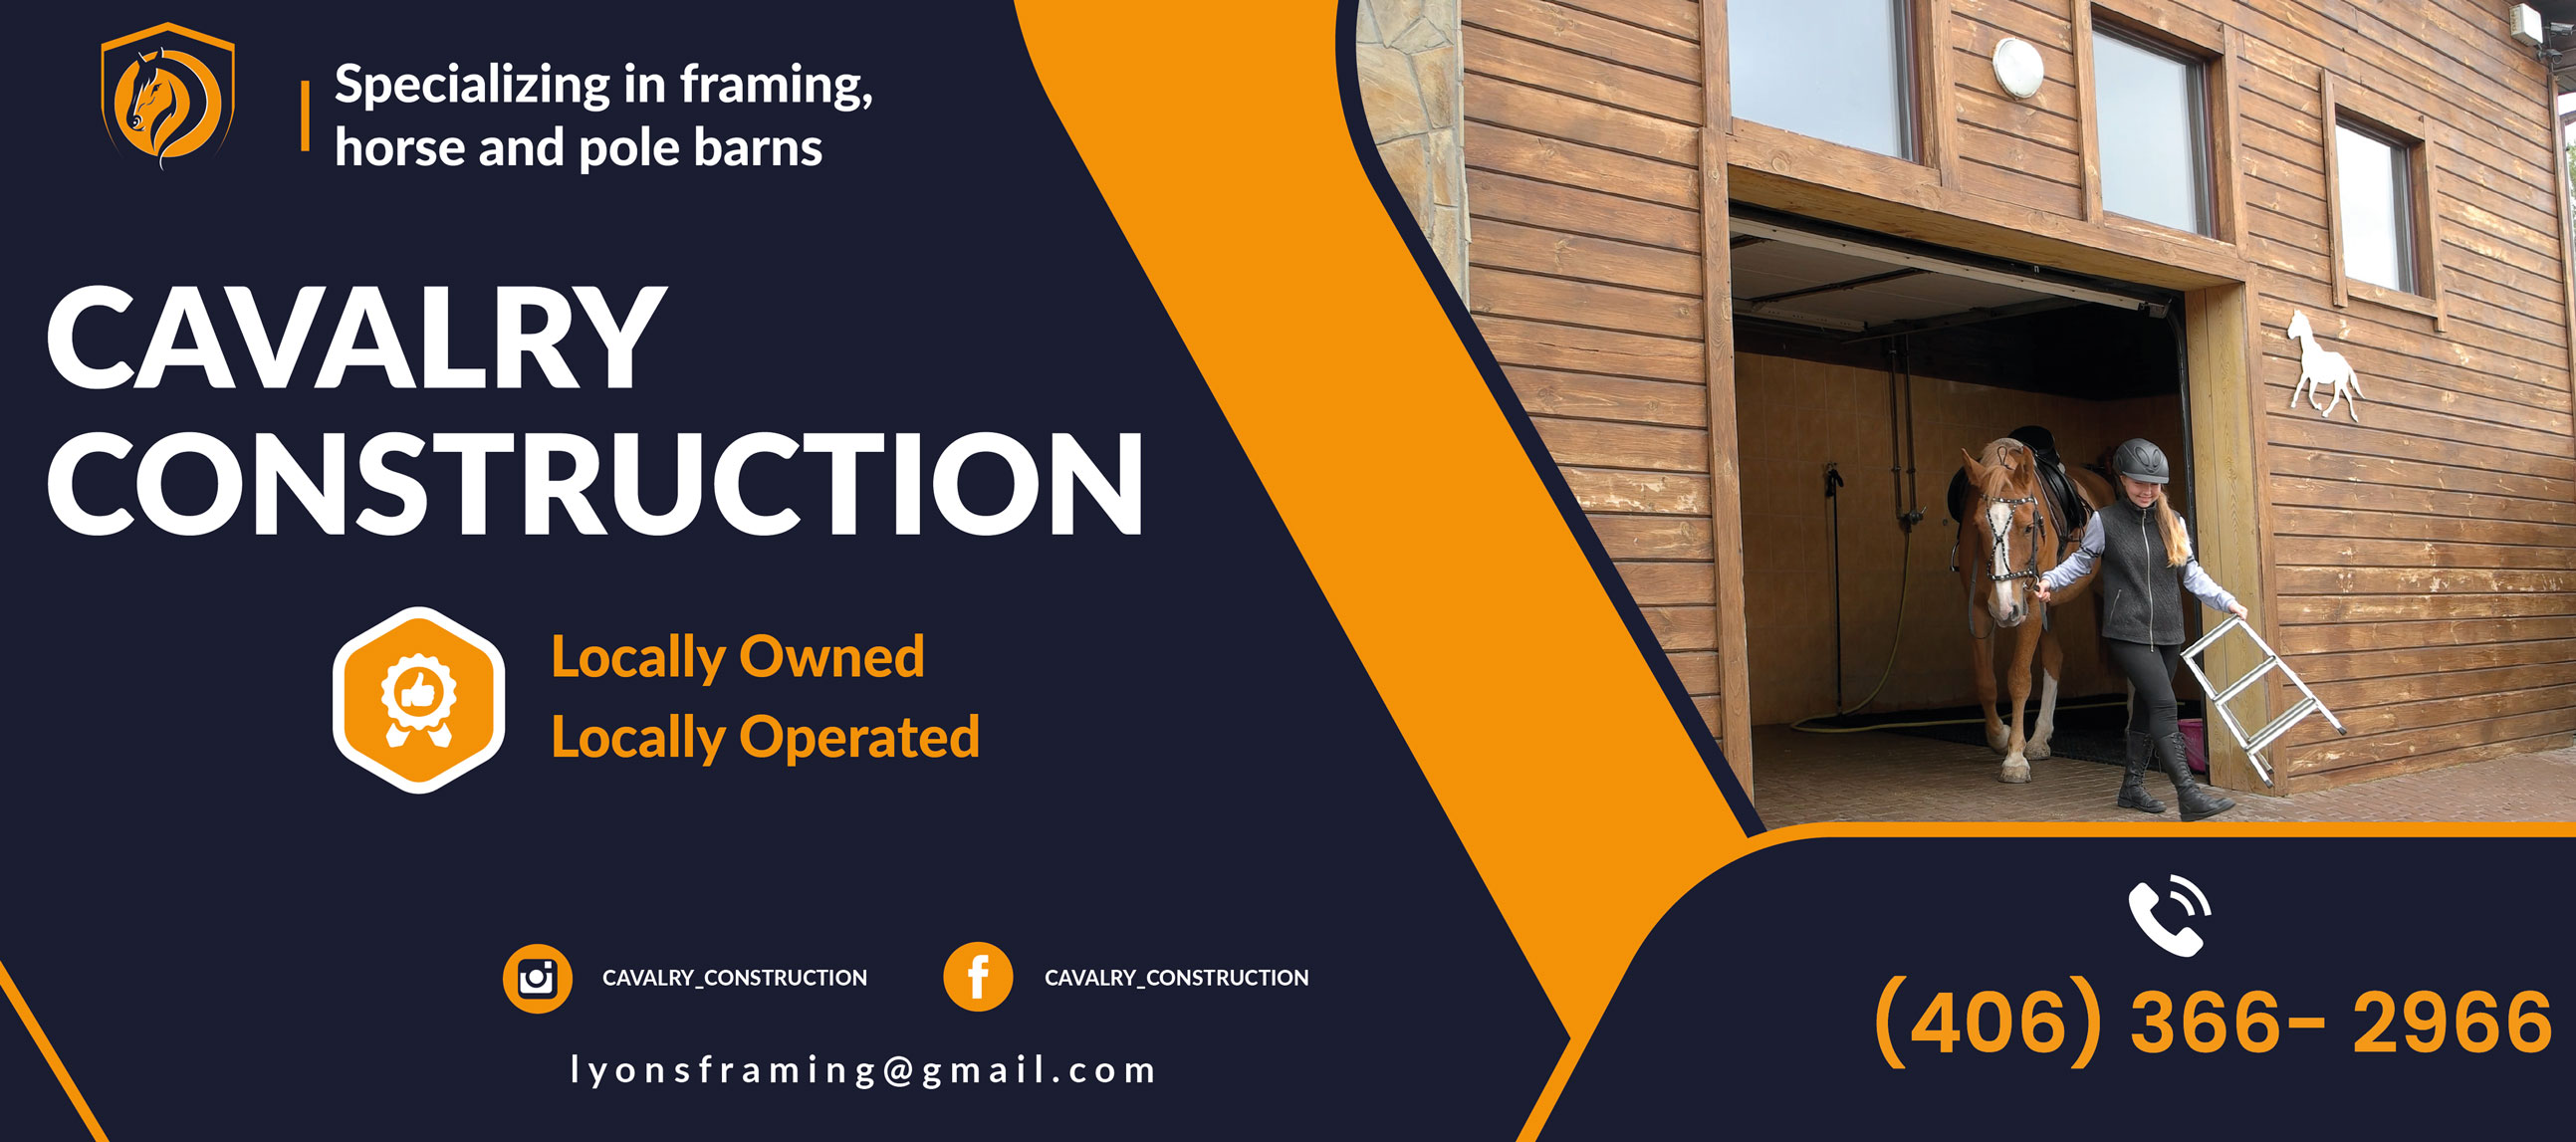 Specializing in framing,
horse and pole barns
CAVALRY
CONSTRUCTION
Locally Owned
Locally Operated
CAVALRY_CONSTRUCTION
CAVALRY_CONSTRUCTION
lyonsframing@gmail.com
(406) 366- 2966